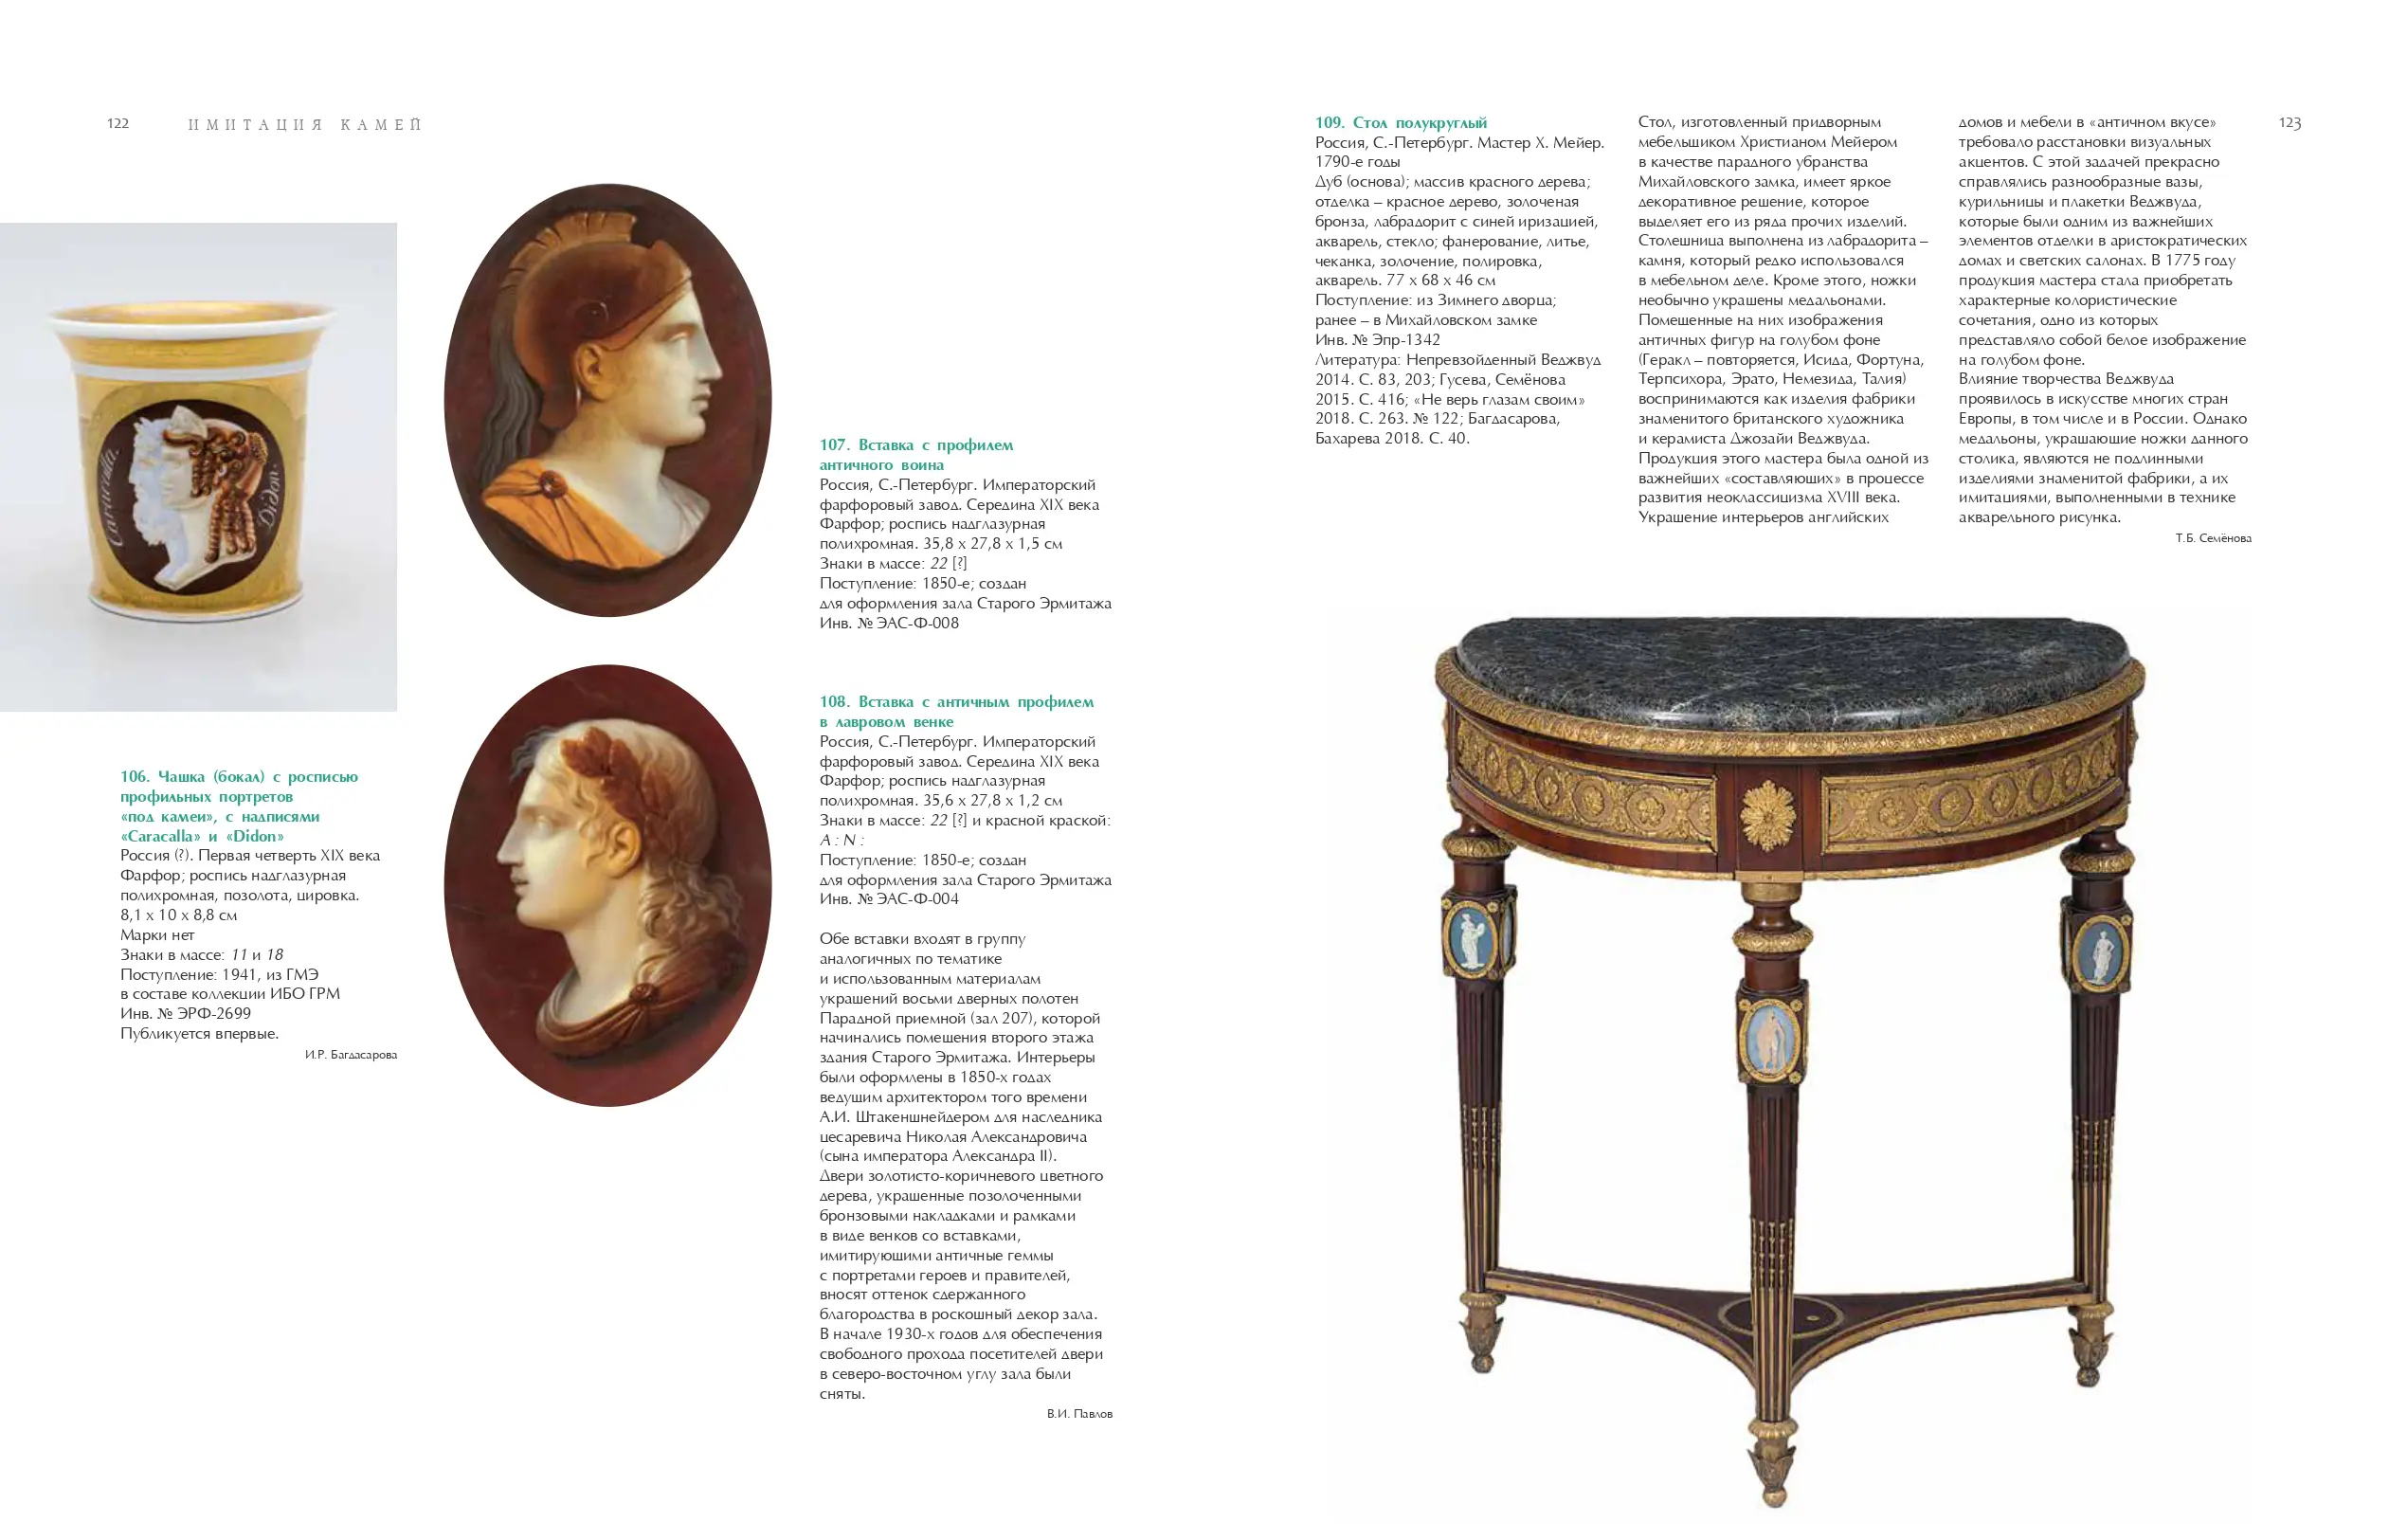 122
ИМИТАЦИЯ КАМЕЙ
Caracalla.
Didon.
106. Чашка (бокал) с росписью
профильных портретов
«под камеи», с надписями
«Caracalla» и «Didon»
Россия (?). Первая четверть XIX века
Фарфор; роспись надглазурная
полихромная, позолота, цировка.
8,1 х 10 х 8,8 см
Марки нет
Знаки в массе: 11 и 18
Поступление: 1941, из ГМЭ
в составе коллекции ИБО ГРМ
Инв. № ЭРФ-2699
Публикуется впервые.
И.Р. Багдасарова
107. Вставка с профилем
античного воина
Россия, С.-Петербург. Императорский
фарфоровый завод. Середина XIX века
Фарфор; роспись надглазурная
полихромная. 35,8 х 27,8 х 1,5 см
Знаки в массе: 22 [?]
Поступление: 1850-е; создан
для оформления зала Старого Эрмитажа
Инв. № ЭАС-Ф-008
108. Вставка с античным профилем
в лавровом венке
Россия, С.-Петербург. Императорский
фарфоровый завод. Середина XIX века
Фарфор; роспись надглазурная
полихромная. 35,6 х 27,8 х 1,2 см
Знаки в массе: 22 [?] и красной краской:
A : N :
Поступление: 1850-е; создан
для оформления зала Старого Эрмитажа
Инв. № ЭАС-Ф-004
Обе вставки входят в группу
аналогичных по тематике
и использованным материалам
украшений восьми дверных полотен
Парадной приемной (зал 207), которой
начинались помещения второго этажа
здания Старого Эрмитажа. Интерьеры
были оформлены в 1850-х годах
ведущим архитектором того времени
А.И. Штакеншнейдером для наследника
цесаревича Николая Александровича
(сына императора Александра II).
Двери золотисто-коричневого цветного
дерева, украшенные позолоченными
бронзовыми накладками и рамками
в виде венков со вставками,
имитирующими античные геммы
с портретами героев и правителей,
вносят оттенок сдержанного
благородства в роскошный декор зала.
В начале 1930-х годов для обеспечения
свободного прохода посетителей двери
в северо-восточном углу зала были
сняты.
В.И. Павлов
109. Стол полукруглый
Россия, С.-Петербург. Мастер Х. Мейер.
1790-е годы
Дуб (основа); массив красного дерева;
отделка – красное дерево, золоченая
бронза, лабрадорит с синей иризацией,
акварель, стекло; фанерование, литье,
чеканка, золочение, полировка,
акварель. 77 х 68 х 46 см
Поступление: из Зимнего дворца;
ранее – в Михайловском замке
Инв. № Эпр-1342
Литература: Непревзойденный Веджвуд
2014. С. 83, 203; Гусева, Семёнова
2015. С. 416; «Не верь глазам своим»
2018. С. 263. № 122; Багдасарова,
Бахарева 2018. С. 40.
Стол, изготовленный придворным
мебельщиком Христианом Мейером
в качестве парадного убранства
Михайловского замка, имеет яркое
декоративное решение, которое
выделяет его из ряда прочих изделий.
Столешница выполнена из лабрадорита –
камня, который редко использовался
в мебельном деле. Кроме этого, ножки
необычно украшены медальонами.
Помещенные на них изображения
античных фигур на голубом фоне
(Геракл – повторяется, Исида, Фортуна,
Терпсихора, Эрато, Немезида, Талия)
воспринимаются как изделия фабрики
знаменитого британского художника
и керамиста Джозайи Веджвуда.
Продукция этого мастера была одной из
важнейших «составляющих» в процессе
развития неоклассицизма XVIII века.
Украшение интерьеров английских
домов и мебели в «античном вкусе»
требовало расстановки визуальных
акцентов. С этой задачей прекрасно
справлялись разнообразные вазы,
курильницы и плакетки Веджвуда,
которые были одним из важнейших
элементов отделки в аристократических
домах и светских салонах. В 1775 году
продукция мастера стала приобретать
характерные колористические
сочетания, одно из которых
представляло собой белое изображение
на голубом фоне.
Влияние творчества Веджвуда
проявилось в искусстве многих стран
Европы, в том числе и в России. Однако
медальоны, украшающие ножки данного
столика, являются не подлинными
изделиями знаменитой фабрики, а их
имитациями, выполненными в технике
акварельного рисунка.
Т.Б. Семёнова
123